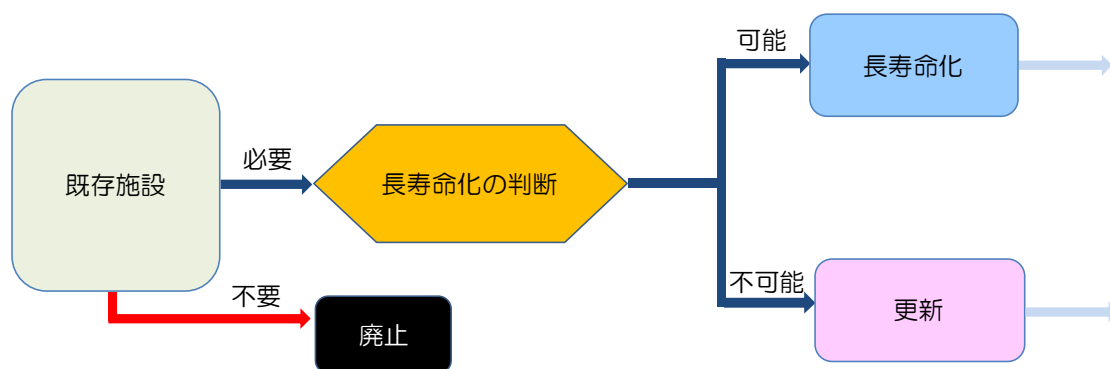 可能
長寿命化
必要
既存施設
長寿命化の判断
不可能
不要
更新
廃止